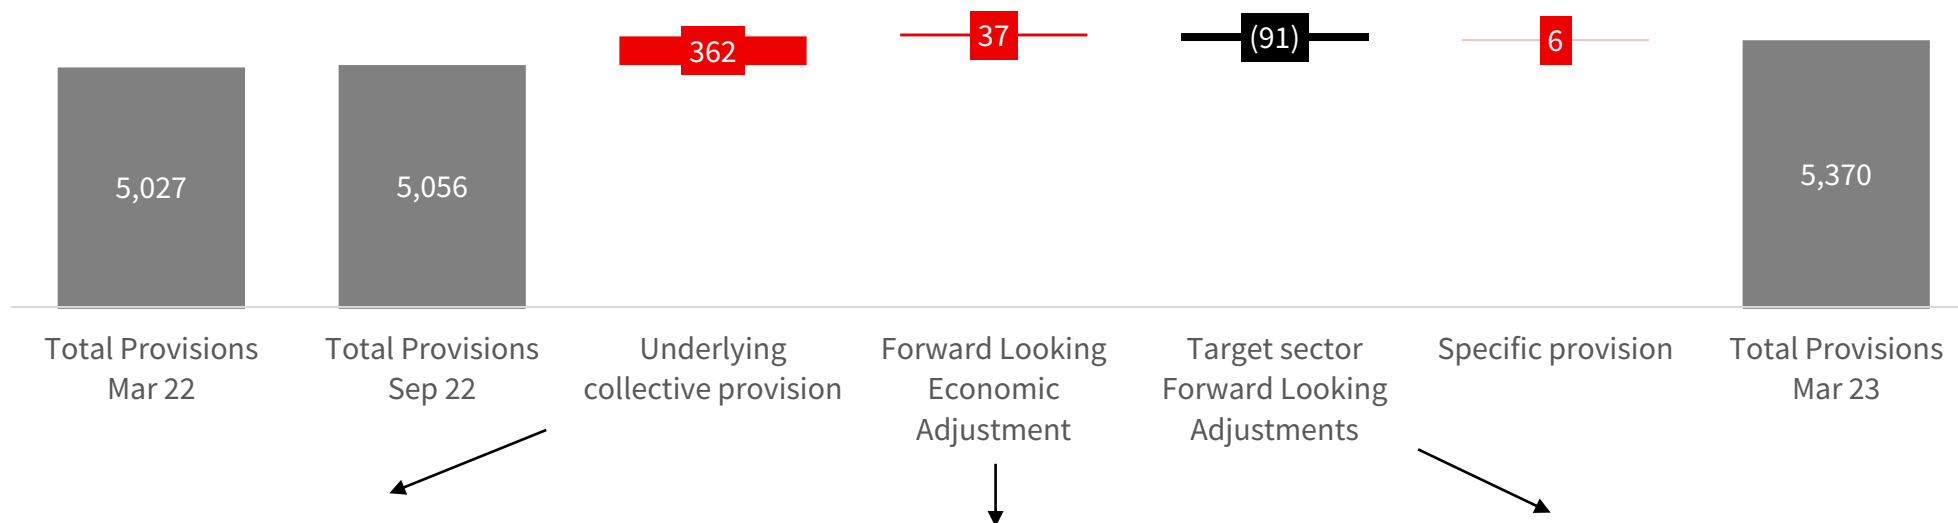 362
37
(91)
6
5,027
5,056
5,370
Total Provisions
Mar 22
Total Provisions
Sep 22
Underlying
collective provision
Forward Looking
Economic
Adjustment
Target sector
Forward Looking
Adjustments
Specific provision
Total Provisions
Mar 23